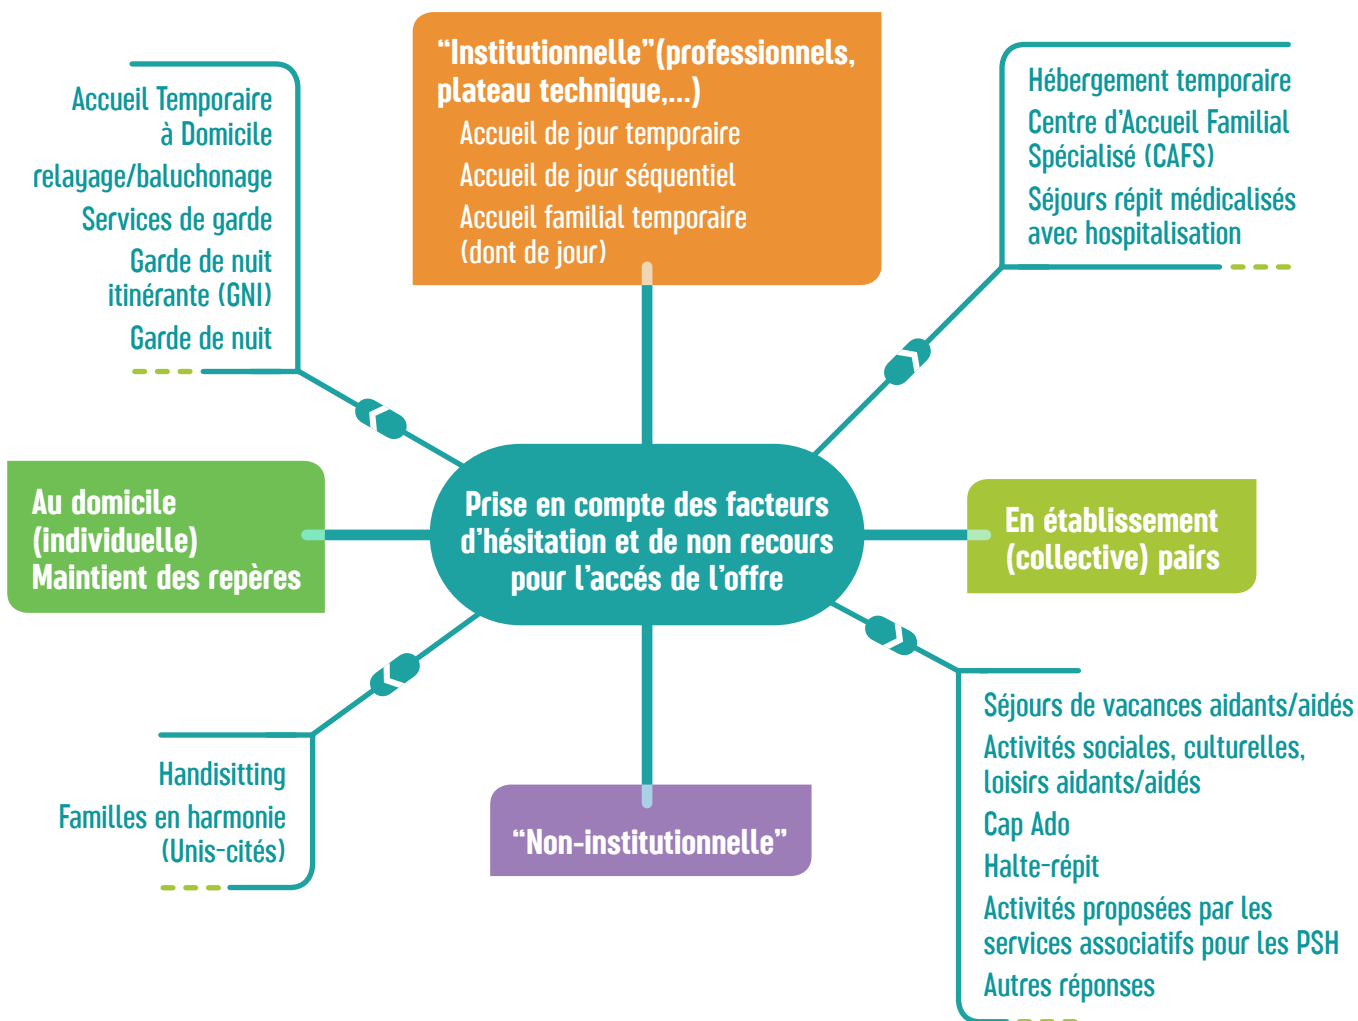 “Institutionnelle”(professionnels,
plateau technique,...)
Accueil de jour temporaire
Accueil de jour séquentiel
Accueil familial temporaire
(dont de jour)
Accueil Temporaire
à Domicile
relayage/baluchonage
Services de garde
Garde de nuit
itinérante (GNI)
Garde de nuit
Hébergement temporaire
Centre d’Accueil Familial
Spécialisé (CAFS)
Séjours répit médicalisés
avec hospitalisation
Au domicile
(individuelle)
Maintient des repères
Prise en compte des facteurs
d’hésitation et de non recours
pour l’accés de l’offre
En établissement
(collective) pairs
Handisitting
Familles en harmonie
(Unis-cités)
“Non-institutionnelle”
Séjours de vacances aidants/aidés
Activités sociales, culturelles,
loisirs aidants/aidés
Cap Ado
Halte-répit
Activités proposées par les
services associatifs pour les PSH
Autres réponses